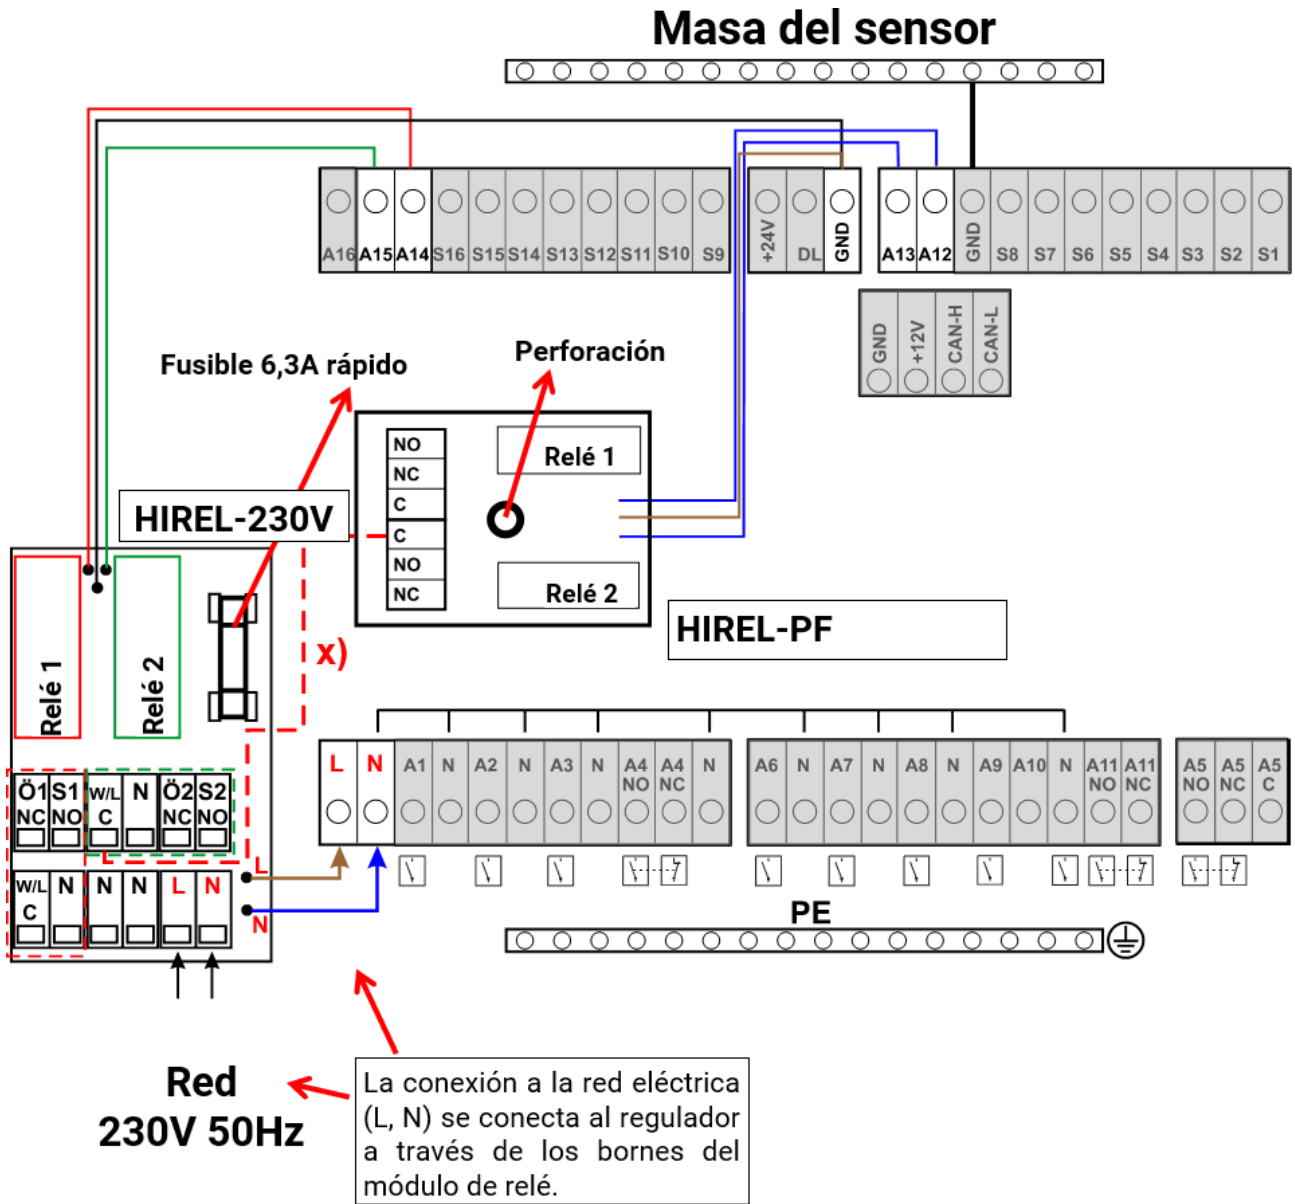 Masa del sensor
A16 A15 A14 S16 S15 S14 S13 S12 S11 S10 S9
+24V DL GND
A13 A12 GND S8 S7 S6 S5 S4 S3 S2 S1
GND +12V CAN-H CAN-L
Fusible 6,3A rápido
Perforación
NO
NC
C
C
NO
NC
Relé 1
Relé 2
HIREL-230V
HIREL-PF
Relé 1
Relé 2
x)
L N A1 N A2 N A3 N A4 A4 N
NO NC
A6 N A7 N A8 N A9 A10 N A11 A11
NO NC
A5 A5 A5
NO NC C
Ö1 S1 W/L N Ö2 S2
NC NO C NC NO
W/L N N N L N
C
L
N
PE
Red
230V 50Hz
La conexión a la red eléctrica
(L, N) se conecta al regulador
a través de los bornes del
módulo de relé.